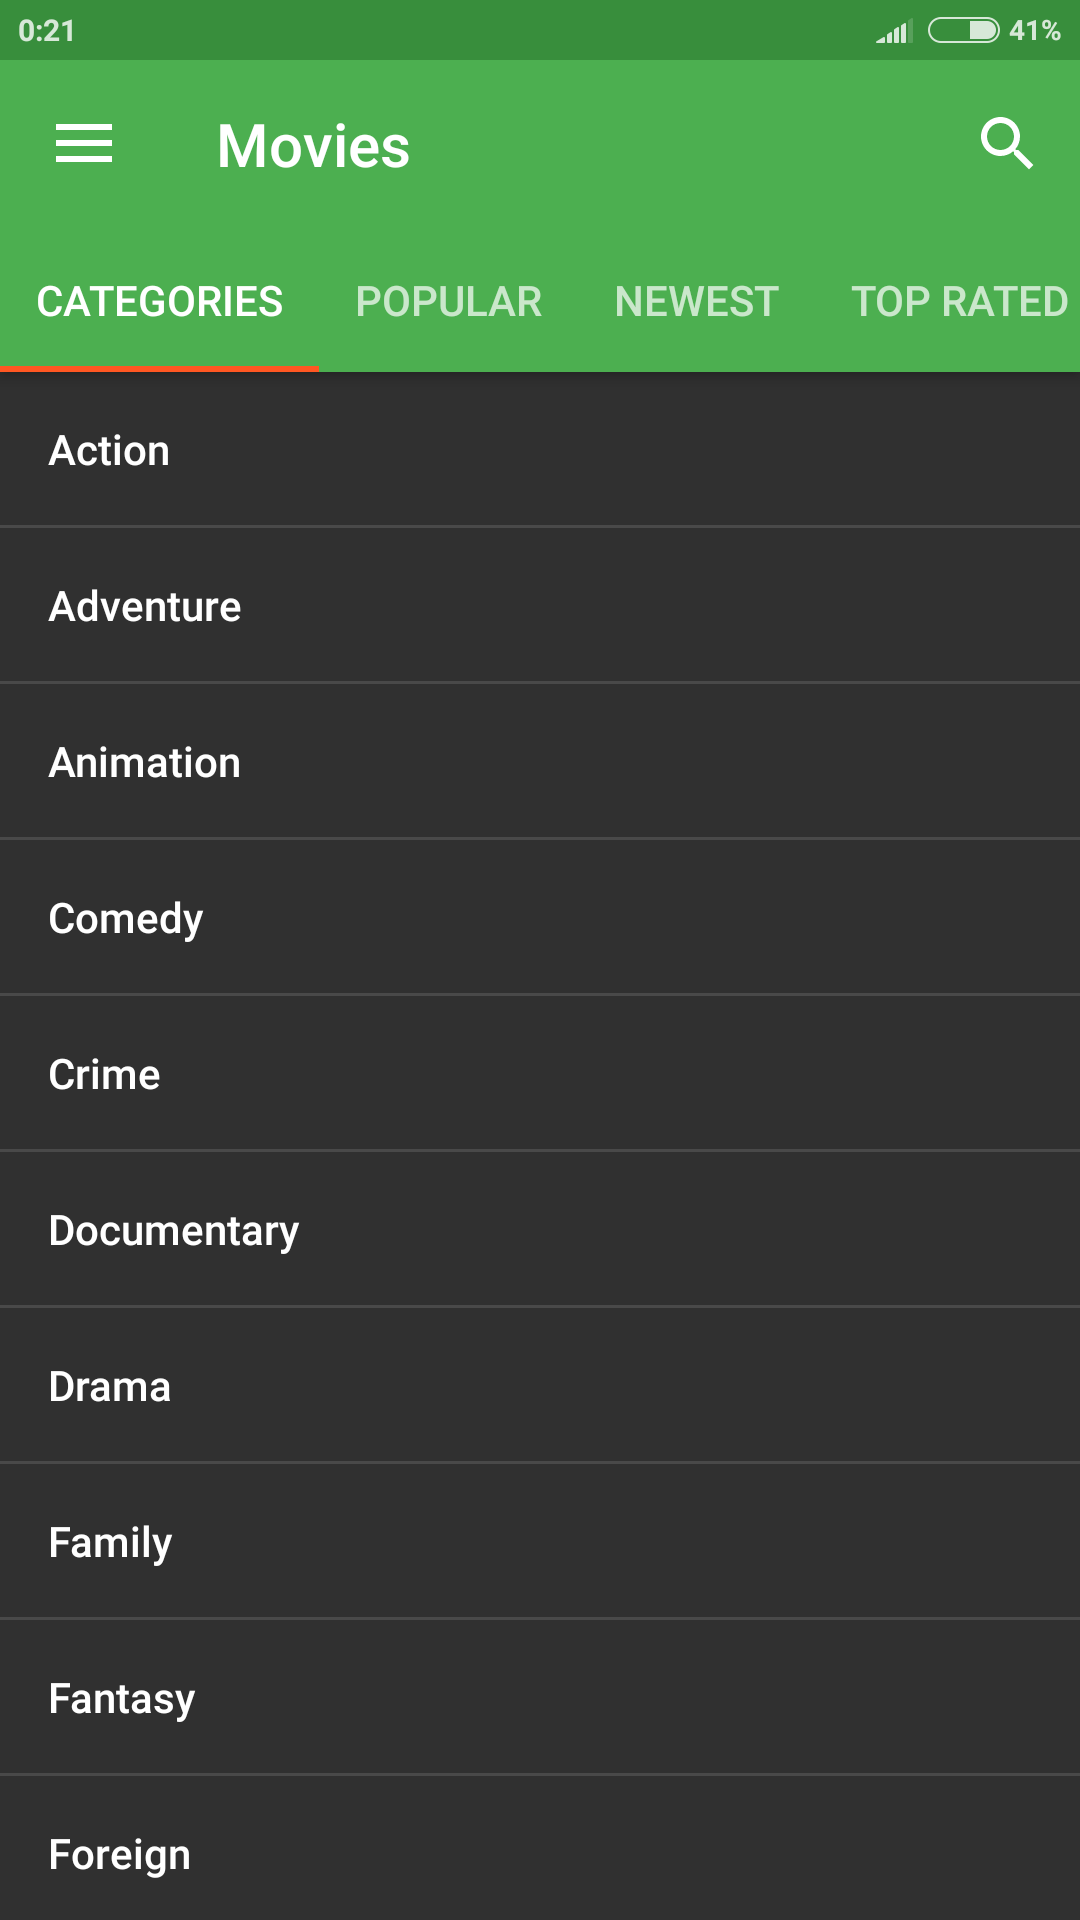 0:21 41%
Movies
CATEGORIES POPULAR NEWEST TOP RATED
Action
Adventure
Animation
Comedy
Crime
Documentary
Drama
Family
Fantasy
Foreign